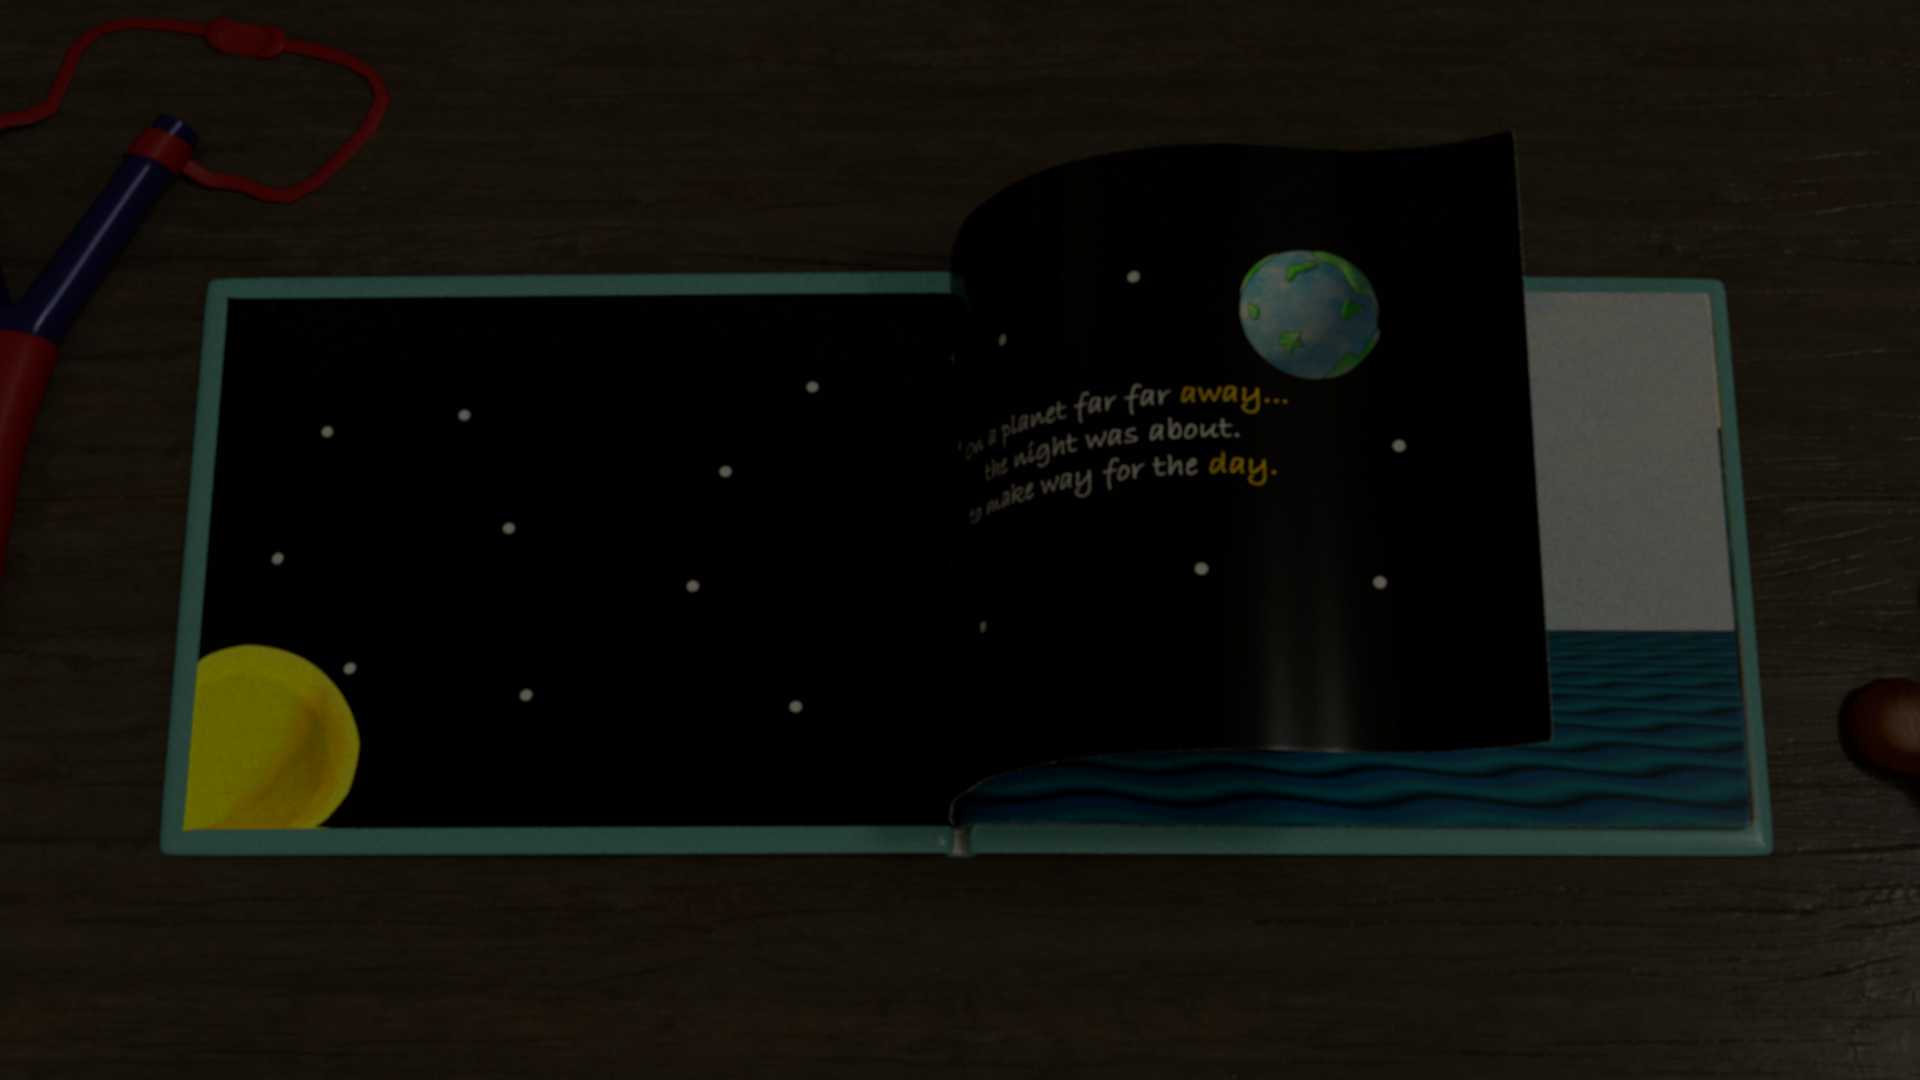 On a planet far far away...
the night was about.
to make way for the day.